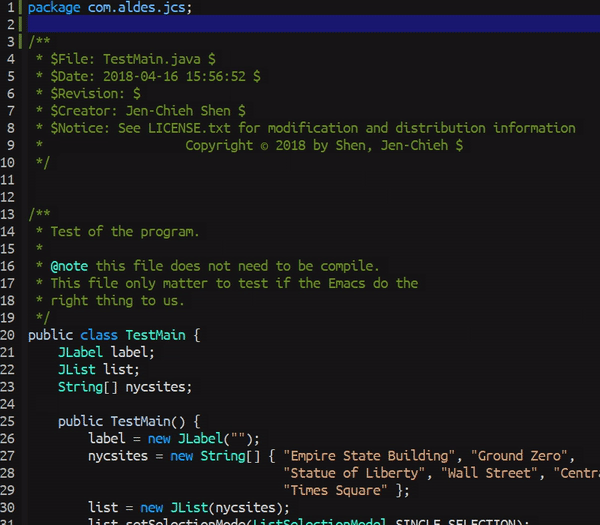 1 package com.aldes.jcs;
2
3 /**
4  * $File: TestMain.java $
5  * $Date: 2018-04-16 15:56:52 $
6  * $Revision: $
7  * $Creator: Jen-Chieh Shen $
8  * $Notice: See LICENSE.txt for modification and distribution information
9  *                   Copyright © 2018 by Shen, Jen-Chieh $
10  */
11
12
13 /**
14  * Test of the program.
15  *
16  * @note this file does not need to be compile.
17  * This file only matter to test if the Emacs do the
18  * right thing to us.
19  */
20 public class TestMain {
21     JLabel label;
22     JList list;
23     String[] nycsites;
24
25     public TestMain() {
26         label = new JLabel("");
27         nycsites = new String[] { "Empire State Building", "Ground Zero",
28                                   "Statue of Liberty", "Wall Street", "Centra
29                                   "Times Square" };
30         list = new JList(nycsites);
31         list.setSelectionMode(ListSelectionModel.SINGLE_SELECTION);